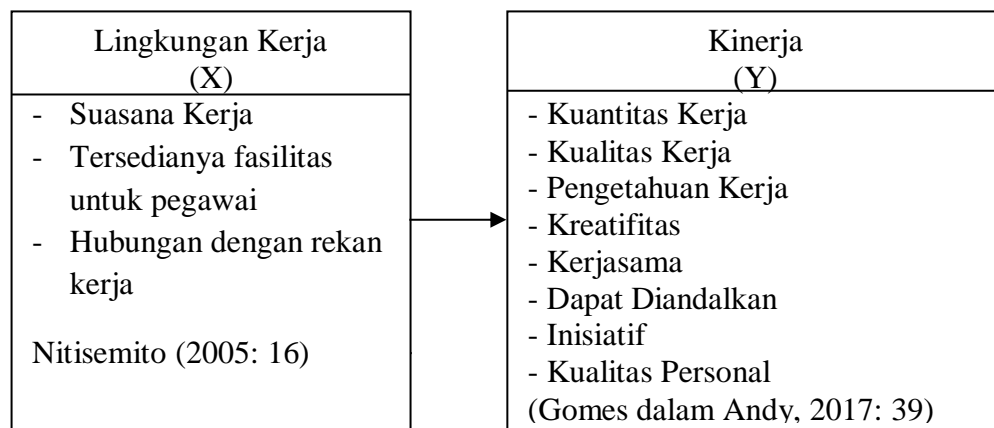 Lingkungan Kerja
(X)
- Suasana Kerja
- Tersedianya fasilitas
untuk pegawai
- Hubungan dengan rekan
kerja
Nitisemito (2005: 16)
Kinerja
(Y)
- Kuantitas Kerja
- Kualitas Kerja
- Pengetahuan Kerja
- Kreatifitas
- Kerjasama
- Dapat Diandalkan
- Inisiatif
- Kualitas Personal
(Gomes dalam Andy, 2017: 39)